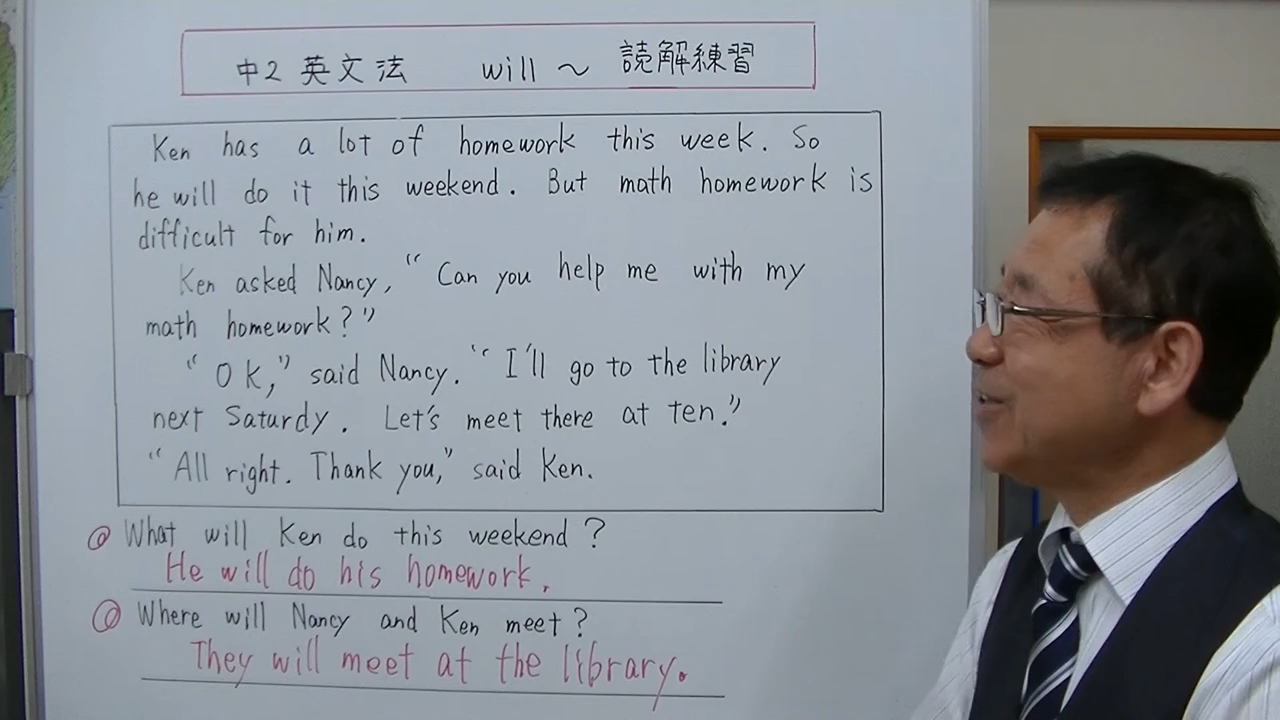 中2 英文法 will ～ 読解練習
Ken has a lot of homework this week. So
he will do it this weekend. But math homework is
difficult for him.
Ken asked Nancy, “Can you help me with my
math homework?”
“OK,” said Nancy. “I'll go to the library
next Saturdy. Let's meet there at ten.”
“All right. Thank you,” said Ken.
@ What will Ken do this weekend?
He will do his homework.
@ Where will Nancy and Ken meet?
They will meet at the library.